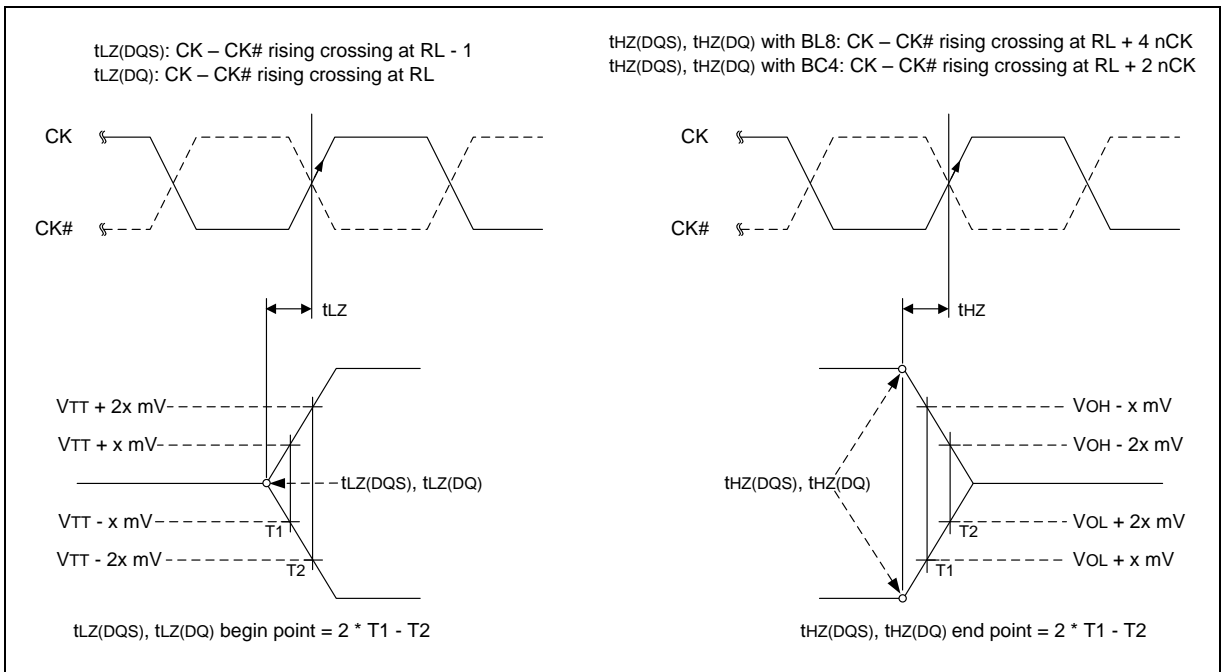 tLZ(DQS): CK – CK# rising crossing at RL - 1
tLZ(DQ): CK – CK# rising crossing at RL
CK
CK#
tLZ
VTT + 2x mV
VTT + x mV
tLZ(DQS), tLZ(DQ)
VTT - x mV
T1
VTT - 2x mV
T2
tLZ(DQS), tLZ(DQ) begin point = 2 * T1 - T2
tHZ(DQS), tHZ(DQ) with BL8: CK – CK# rising crossing at RL + 4 nCK
tHZ(DQS), tHZ(DQ) with BC4: CK – CK# rising crossing at RL + 2 nCK
CK
CK#
tHZ
VOH - x mV
VOH - 2x mV
tHZ(DQS), tHZ(DQ)
VOL + 2x mV
T2
VOL + x mV
T1
tHZ(DQS), tHZ(DQ) end point = 2 * T1 - T2